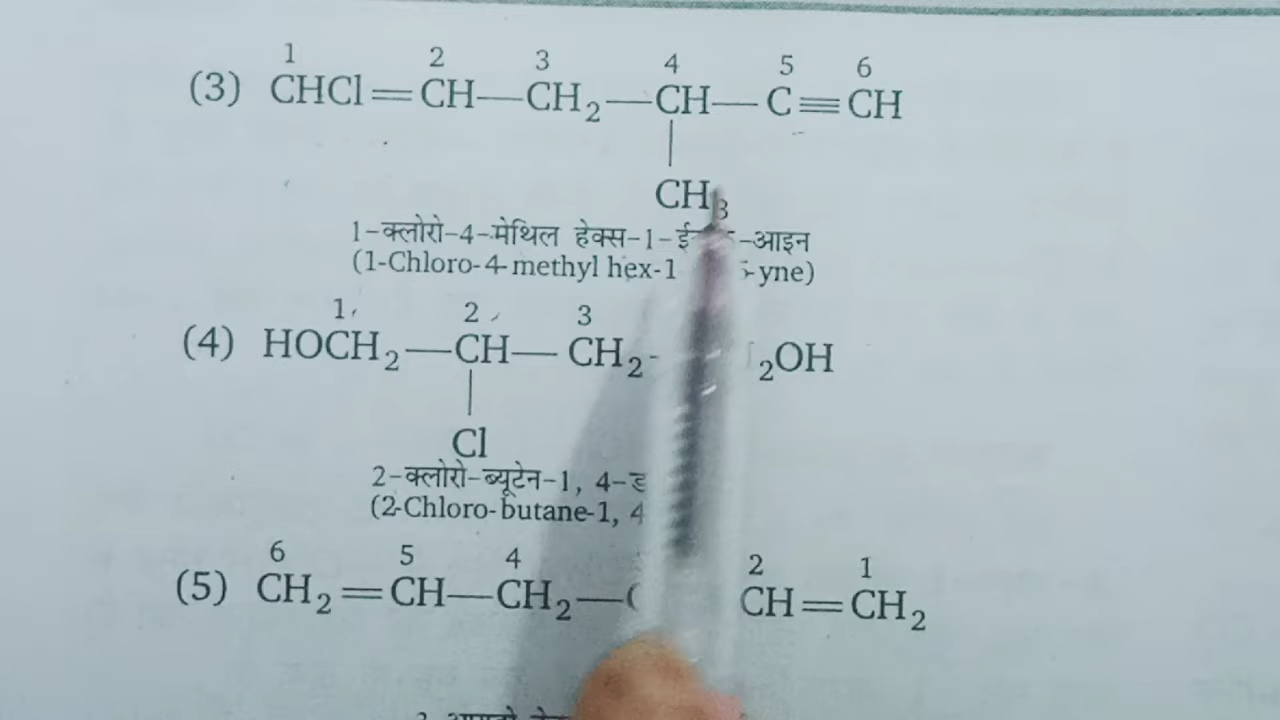 1 2 3 4 5 6
(3) CHCl=CH—CH₂—CH—C≡CH
|
CH₃
1-क्लोरो-4-मेथिल हेक्स-1- -आइन
(1-Chloro-4-methyl hex-1 -yne)
1 2 3
(4) HOCH₂—CH—CH₂- ₂OH
|
Cl
2-क्लोरो-ब्यूटेन-1, 4-
(2-Chloro-butane-1, 4
6 5 4 2 1
(5) CH₂=CH—CH₂— CH=CH₂